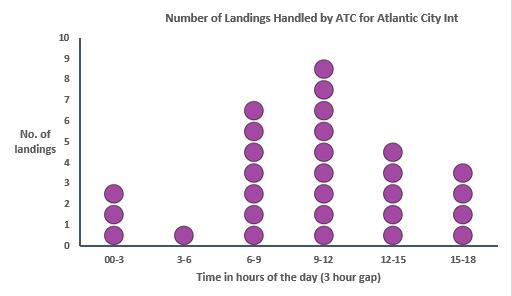 Number of Landings Handled by ATC for Atlantic City Int
10
9
8
7
6
5
4
3
2
1
0
No. of
landings
00-3 3-6 6-9 9-12 12-15 15-18
Time in hours of the day (3 hour gap)